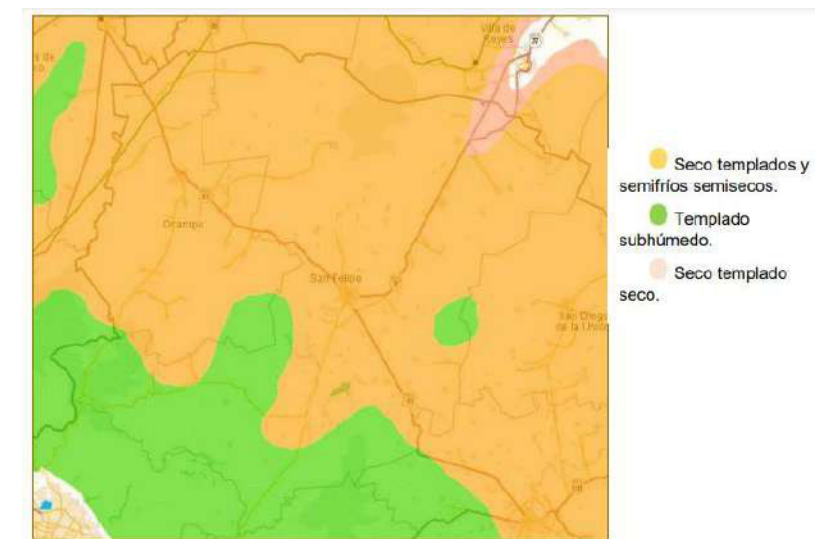 Villa de
Reyes
Ocampo
San Felipe
San Diego
de la Unión
Seco templados y
semifríos semisecos.
Templado
subhúmedo.
Seco templado
seco.